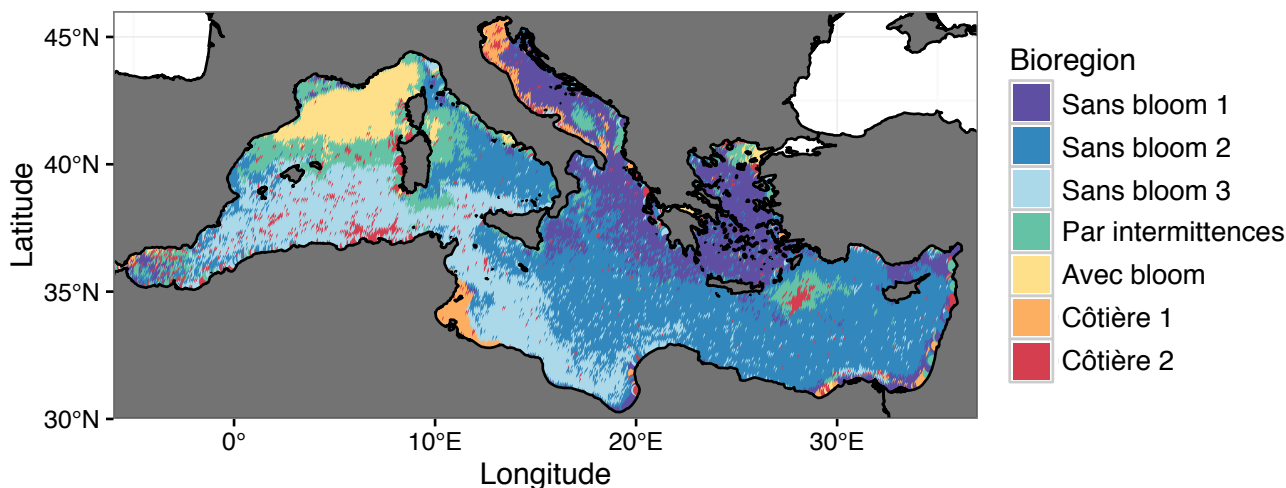 45°N
40°N
35°N
30°N
Latitude
0°
10°E
20°E
30°E
Longitude
Bioregion
Sans bloom 1
Sans bloom 2
Sans bloom 3
Par intermittences
Avec bloom
Côtière 1
Côtière 2